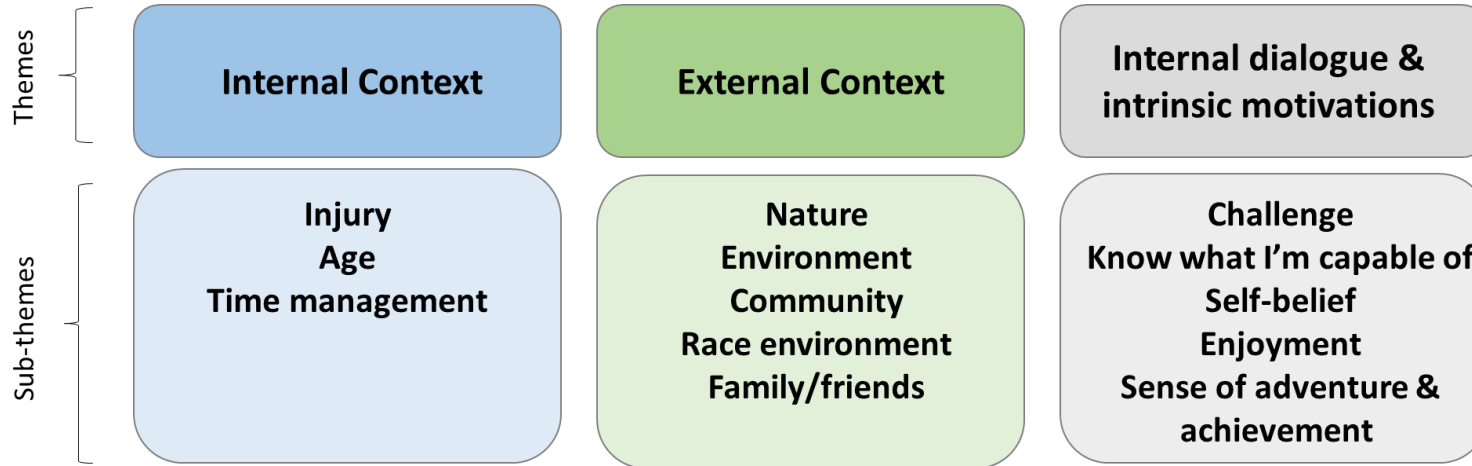 Themes
Internal Context
External Context
Internal dialogue &
intrinsic motivations
Sub-themes
Injury
Age
Time management
Nature
Environment
Community
Race environment
Family/friends
Challenge
Know what I'm capable of
Self-belief
Enjoyment
Sense of adventure &
achievement